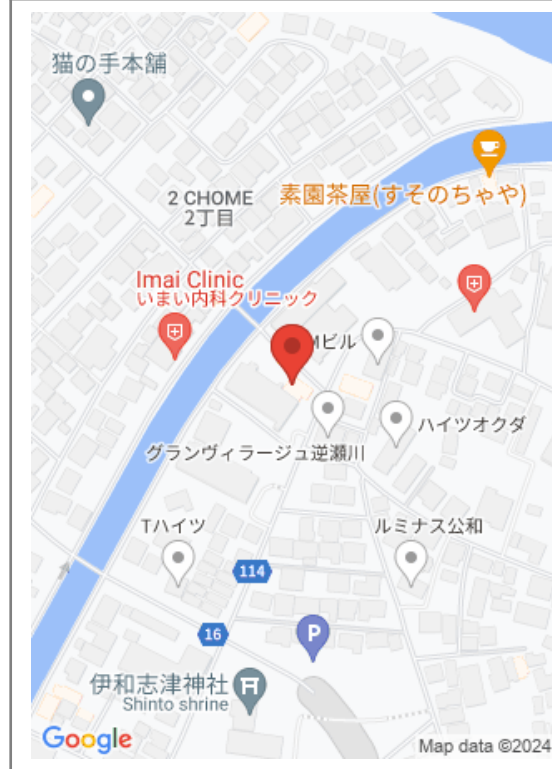 猫の手本舗
素園茶屋(すそのちゃや)
2 CHOME
2丁目
Imai Clinic
いまい内科クリニック
Mビル
ハイツオクダ
グランヴィラージュ逆瀬川
Tハイツ
ルミナス公和
114
16
P
伊和志津神社
Shinto shrine
Google
Map data ©2024